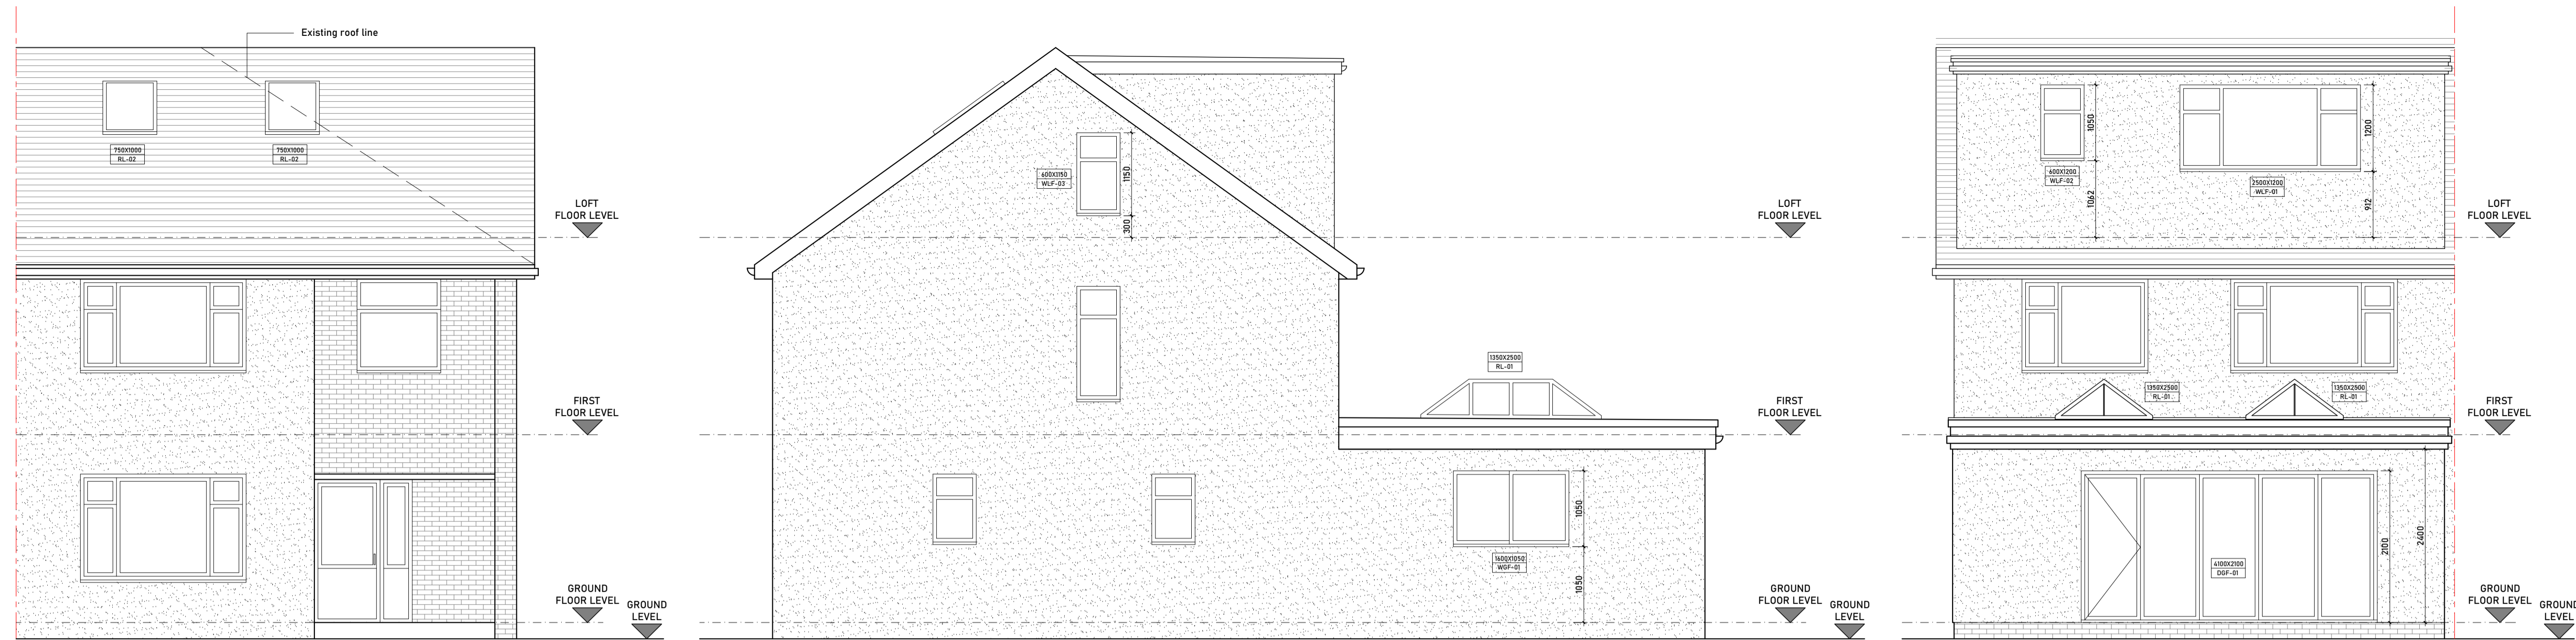 Existing roof line
750X1000
RL-02
750X1000
RL-02
LOFT
FLOOR LEVEL
FIRST
FLOOR LEVEL
GROUND
FLOOR LEVEL
GROUND
LEVEL
600X1150
WLF-03
1150
300
1350X2500
RL-01
1600X1050
WGF-01
1050
1050
LOFT
FLOOR LEVEL
FIRST
FLOOR LEVEL
GROUND
FLOOR LEVEL
GROUND
LEVEL
600X1200
WLF-02
1050
1062
2500X1200
WLF-01
1200
912
1350X2500
RL-01
1350X2500
RL-01
4100X2100
DGF-01
2100
2400
LOFT
FLOOR LEVEL
FIRST
FLOOR LEVEL
GROUND
FLOOR LEVEL
GROUND
LEVEL